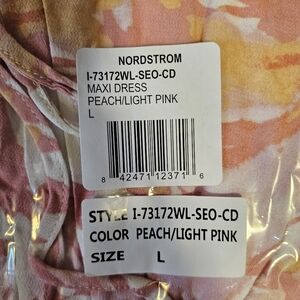 NORDSTROM
I-73172WL-SEO-CD
MAXI DRESS
PEACH/LIGHT PINK
L
8 42471 12371 6
STYLE I-73172WL-SEO-CD
COLOR PEACH/LIGHT PINK
SIZE L